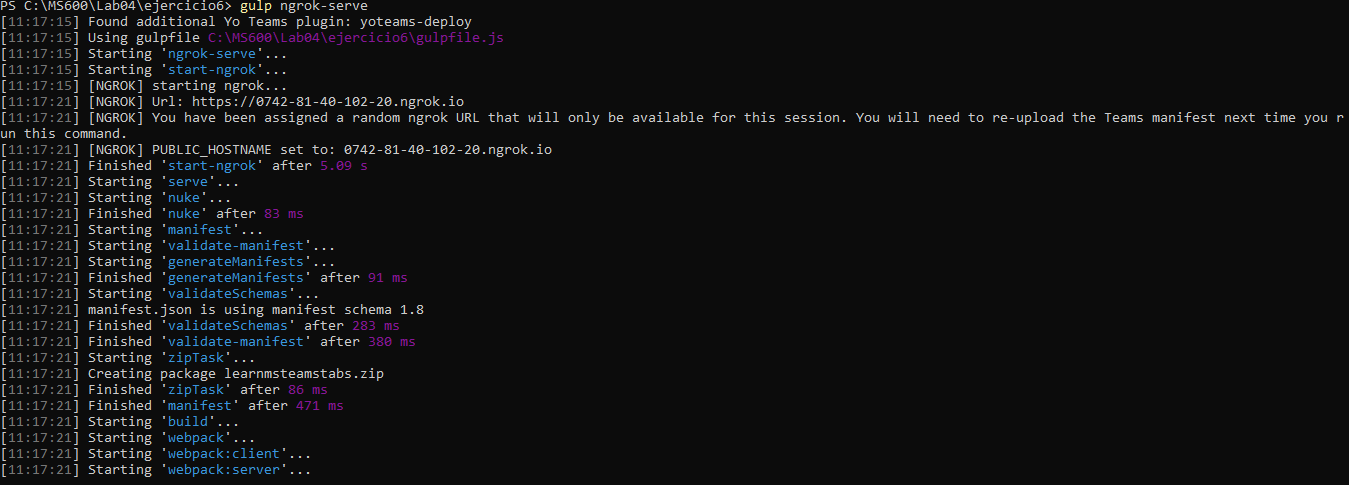 PS C:\MS600\Lab04\ejercicio6> gulp ngrok-serve
[11:17:15] Found additional Yo Teams plugin: yoteams-deploy
[11:17:15] Using gulpfile C:\MS600\Lab04\ejercicio6\gulpfile.js
[11:17:15] Starting 'ngrok-serve'...
[11:17:15] Starting 'start-ngrok'...
[11:17:15] [NGROK] starting ngrok...
[11:17:21] [NGROK] Url: https://0742-81-40-102-20.ngrok.io
[11:17:21] [NGROK] You have been assigned a random ngrok URL that will only be available for this session. You will need to re-upload the Teams manifest next time you r
un this command.
[11:17:21] [NGROK] PUBLIC_HOSTNAME set to: 0742-81-40-102-20.ngrok.io
[11:17:21] Finished 'start-ngrok' after 5.09 s
[11:17:21] Starting 'serve'...
[11:17:21] Starting 'nuke'...
[11:17:21] Finished 'nuke' after 83 ms
[11:17:21] Starting 'manifest'...
[11:17:21] Starting 'validate-manifest'...
[11:17:21] Starting 'generateManifests'...
[11:17:21] Finished 'generateManifests' after 91 ms
[11:17:21] Starting 'validateSchemas'...
[11:17:21] manifest.json is using manifest schema 1.8
[11:17:21] Finished 'validateSchemas' after 283 ms
[11:17:21] Finished 'validate-manifest' after 380 ms
[11:17:21] Starting 'zipTask'...
[11:17:21] Creating package learnmsteamstabs.zip
[11:17:21] Finished 'zipTask' after 86 ms
[11:17:21] Finished 'manifest' after 471 ms
[11:17:21] Starting 'build'...
[11:17:21] Starting 'webpack'...
[11:17:21] Starting 'webpack:client'...
[11:17:21] Starting 'webpack:server'...